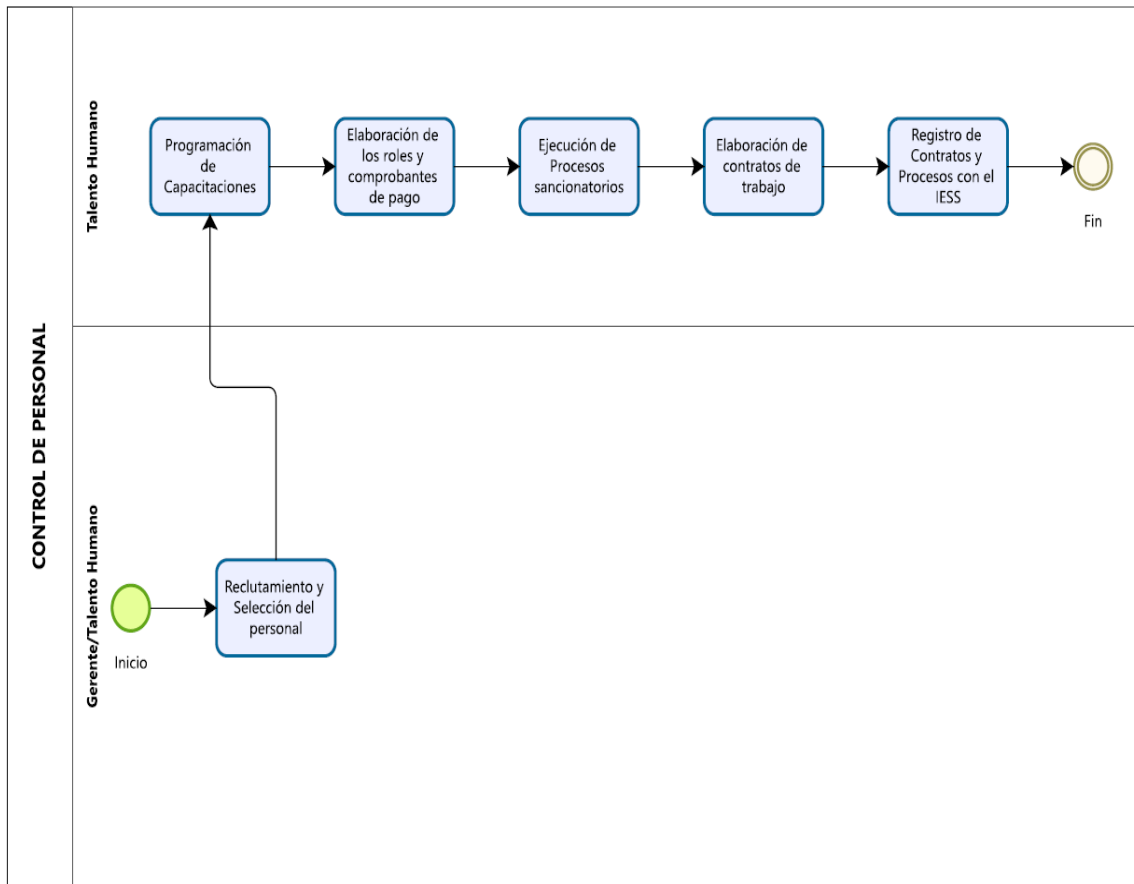 CONTROL DE PERSONAL
Talento Humano
Programación
de
Capacitaciones
Elaboración de
los roles y
comprobantes
de pago
Ejecución de
Procesos
sancionatorios
Elaboración de
contratos de
trabajo
Registro de
Contratos y
Procesos con el
IESS
Fin
Gerente/Talento Humano
Inicio
Reclutamiento y
Selección del
personal